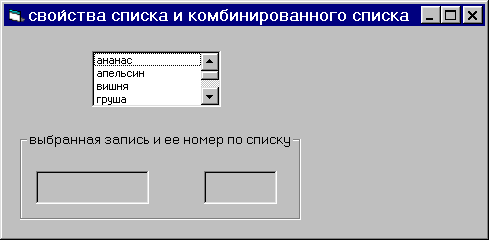 свойства списка и комбинированного списка
ананас
апельсин
вишня
груша
выбранная запись и ее номер по списку